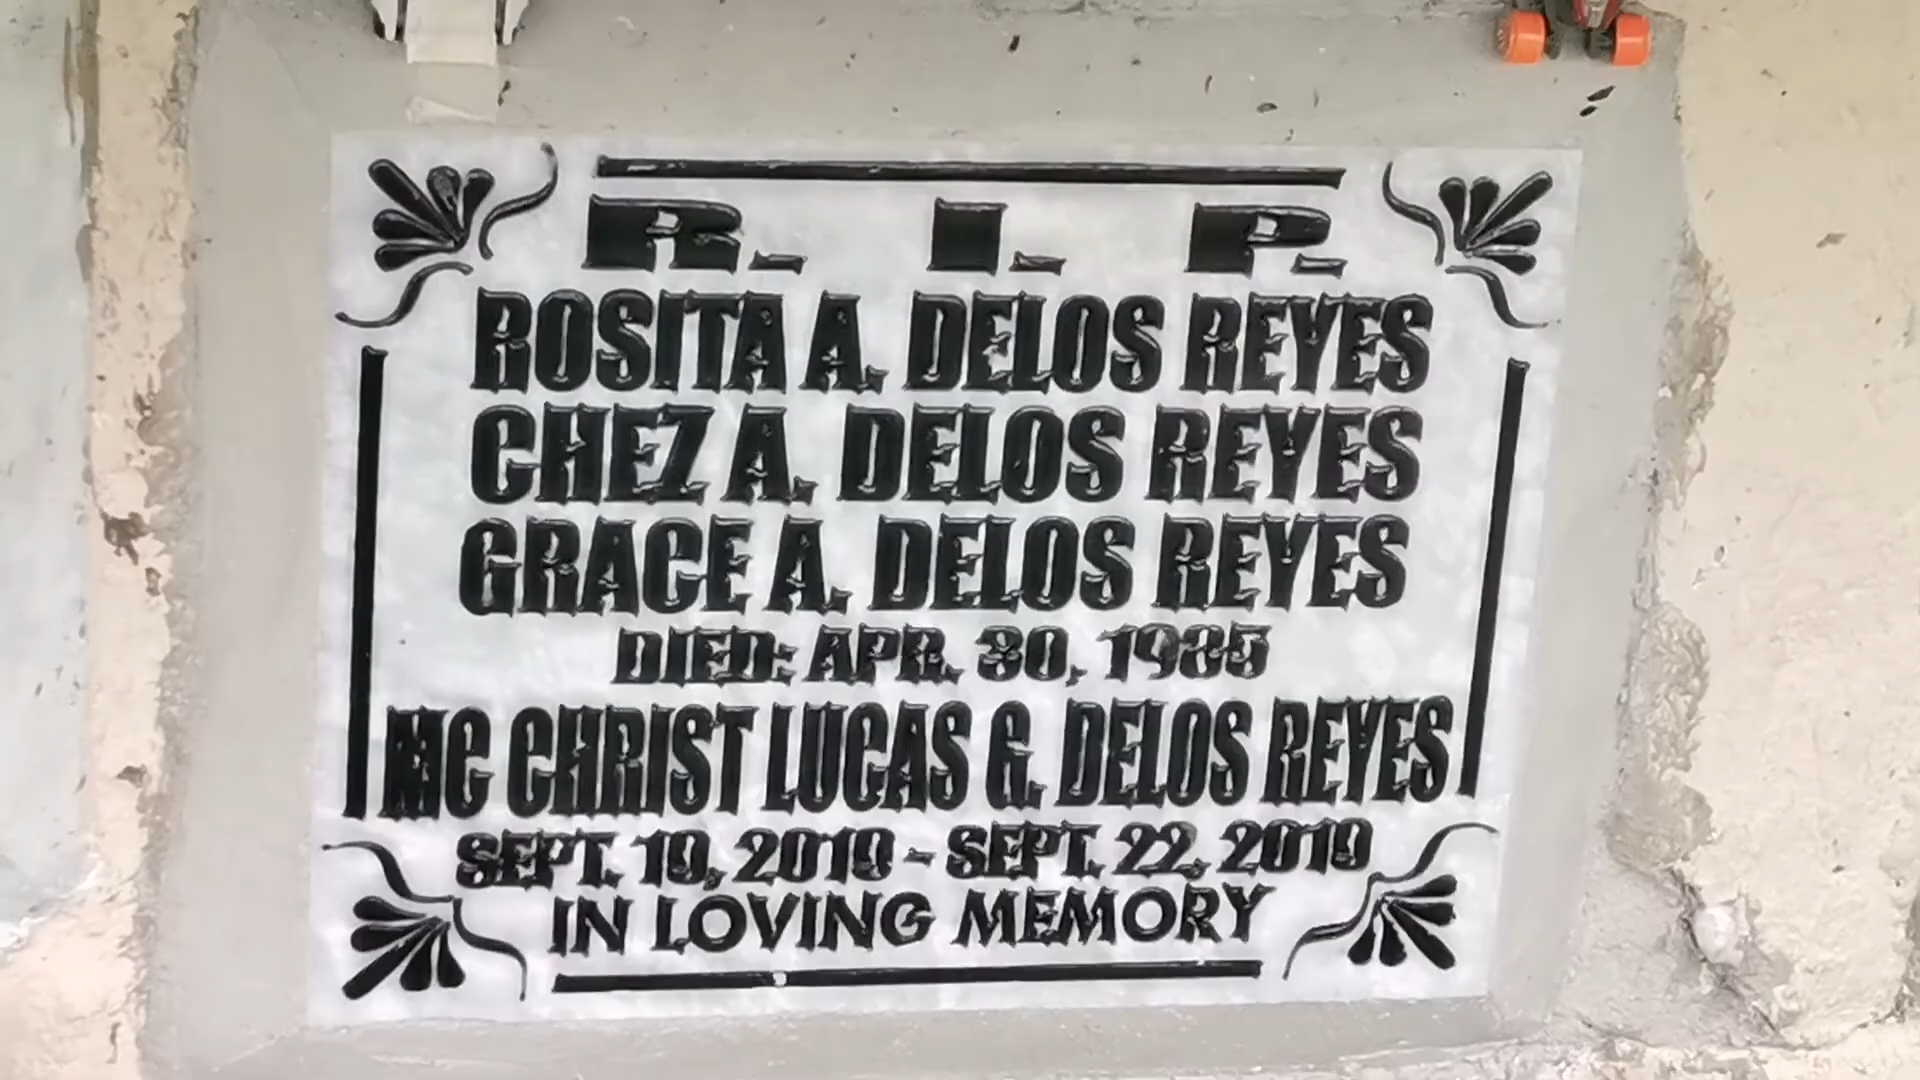 R. I. P.
ROSITA A. DELOS REYES
CHEZ A. DELOS REYES
GRACE A. DELOS REYES
DIED: APR. 30, 1985
MC CHRIST LUCAS G. DELOS REYES
SEPT. 19, 2019 - SEPT. 22, 2019
IN LOVING MEMORY